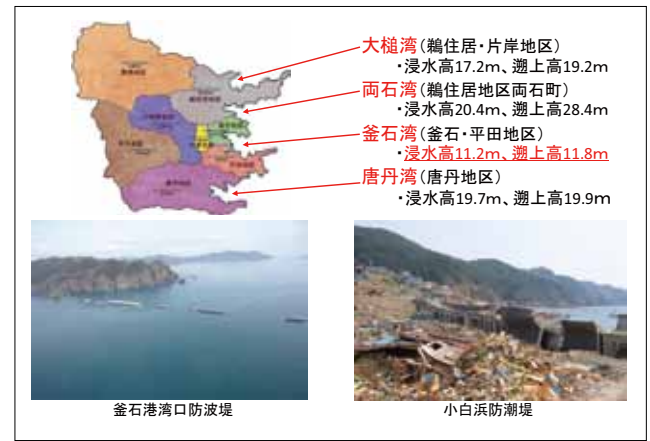 大槌湾(鵜住居・片岸地区)
・浸水高17.2m、遡上高19.2m
両石湾(鵜住居地区両石町)
・浸水高20.4m、遡上高28.4m
釜石湾(釜石・平田地区)
・浸水高11.2m、遡上高11.8m
唐丹湾(唐丹地区)
・浸水高19.7m、遡上高19.9m
釜石港湾口防波堤
小白浜防潮堤